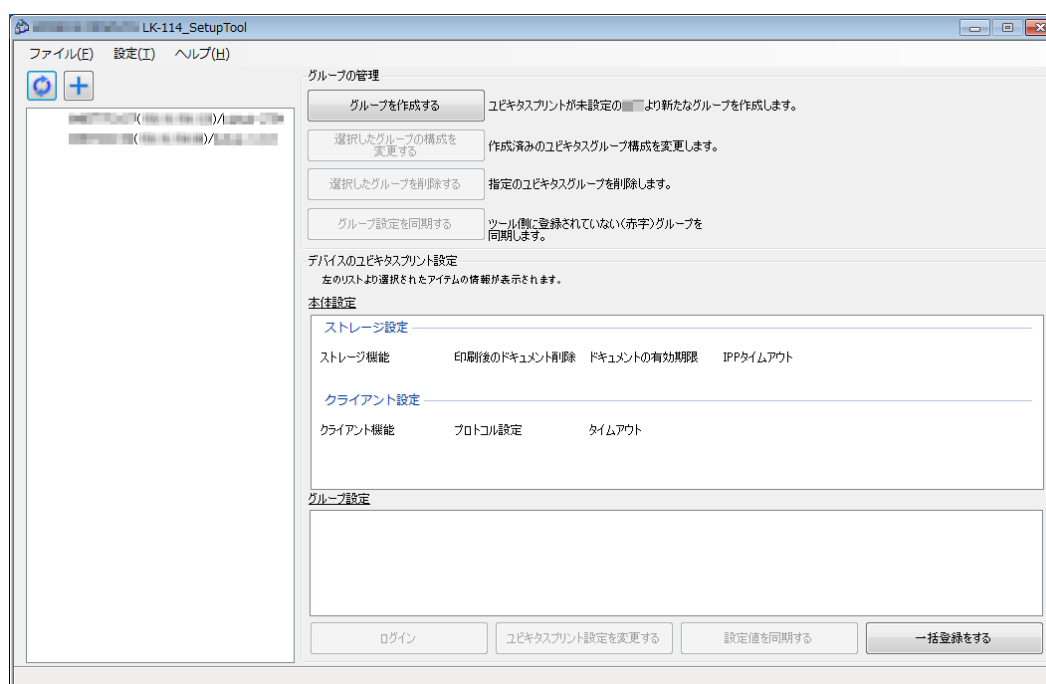 LK-114_SetupTool
ファイル(F) 設定(T) ヘルプ(H)
グループの管理
グループを作成する
ユビキタスプリントが未設定の より新たなグループを作成します。
選択したグループの構成を
変更する
作成済みのユビキタスグループ構成を変更します。
選択したグループを削除する
指定のユビキタスグループを削除します。
グループ設定を同期する
ツール側に登録されていない(赤字)グループを
同期します。
デバイスのユビキタスプリント設定
左のリストより選択されたアイテムの情報が表示されます。
本体設定
ストレージ設定
ストレージ機能 印刷後のドキュメント削除 ドキュメントの有効期限 IPPタイムアウト
クライアント設定
クライアント機能 プロトコル設定 タイムアウト
グループ設定
ログイン ユビキタスプリント設定を変更する 設定値を同期する 一括登録をする